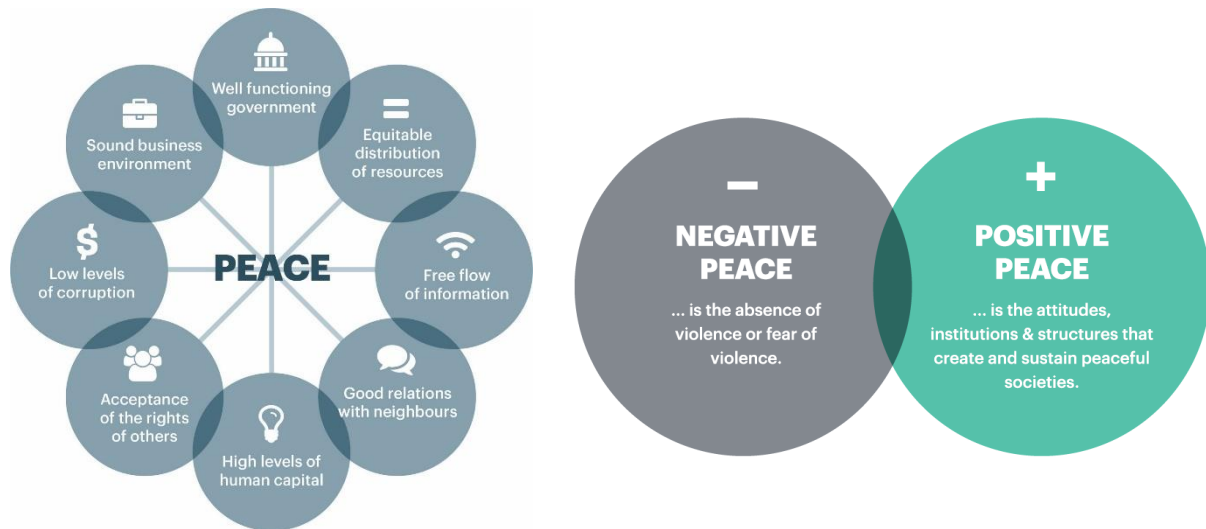 Well functioning
government
Equitable
distribution
of resources
Free flow
of information
Good relations
with neighbours
High levels of
human capital
Acceptance
of the rights
of others
Low levels
of corruption
Sound business
environment
PEACE
NEGATIVE
PEACE
... is the absence of
violence or fear of
violence.
POSITIVE
PEACE
... is the attitudes,
institutions & structures that
create and sustain peaceful
societies.